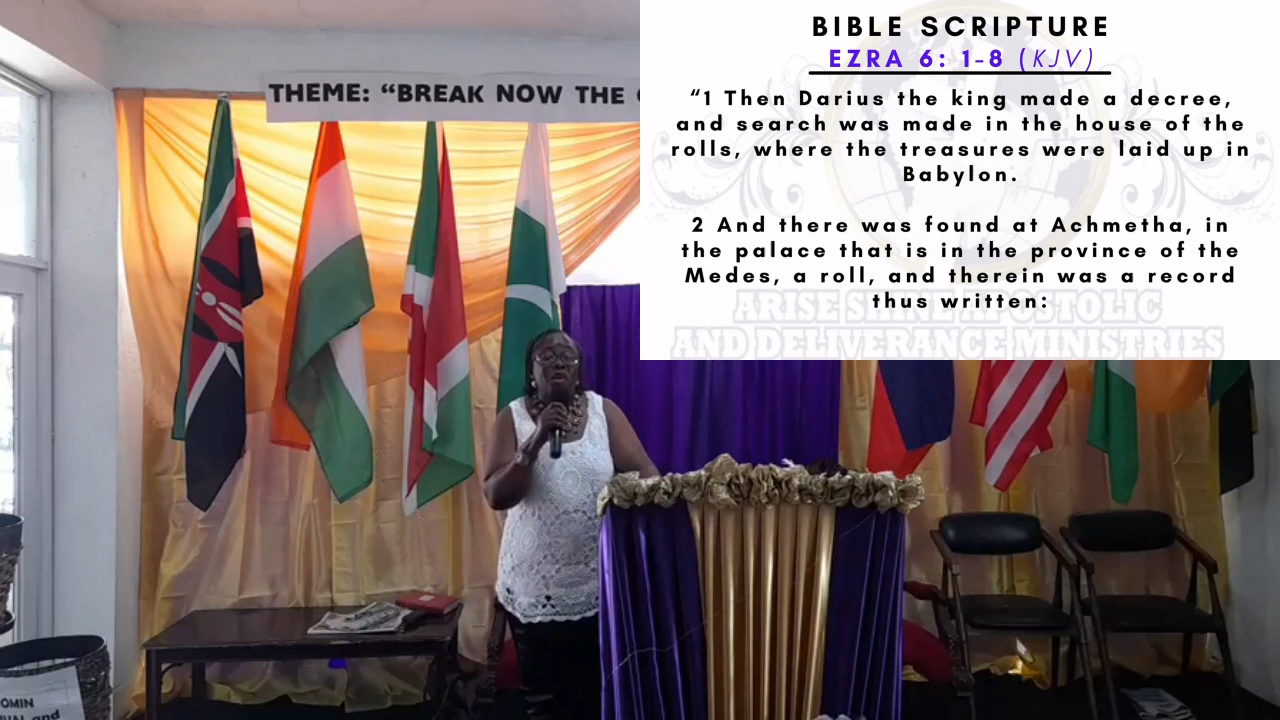 THEME: “BREAK NOW THE
BIBLE SCRIPTURE
EZRA 6: 1-8 (KJV)
“1 Then Darius the king made a decree,
and search was made in the house of the
rolls, where the treasures were laid up in
Babylon.
2 And there was found at Achmetha, in
the palace that is in the province of the
Medes, a roll, and therein was a record
thus written:
ARISE SHINE APOSTOLIC
AND DELIVERANCE MINISTRIES
OMIN
and